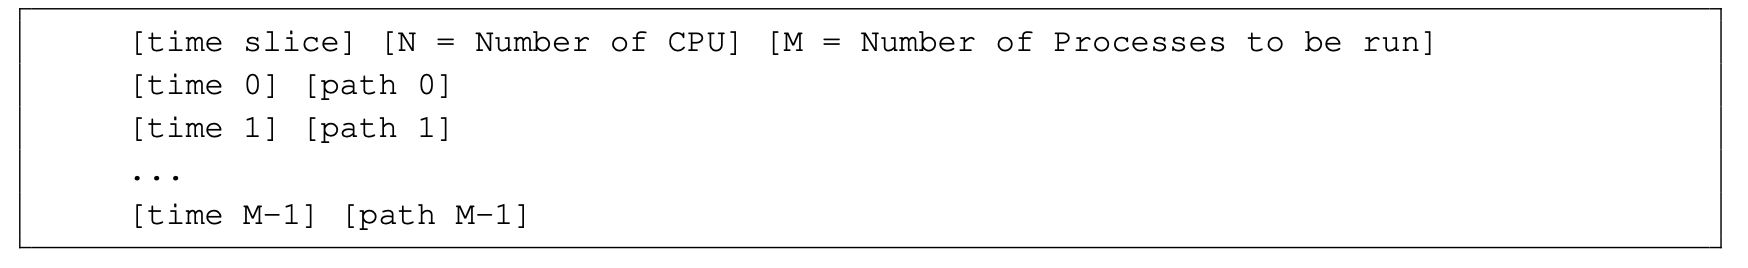 [time slice] [N = Number of CPU] [M = Number of Processes to be run]
[time 0] [path 0]
[time 1] [path 1]
...
[time M-1] [path M-1]